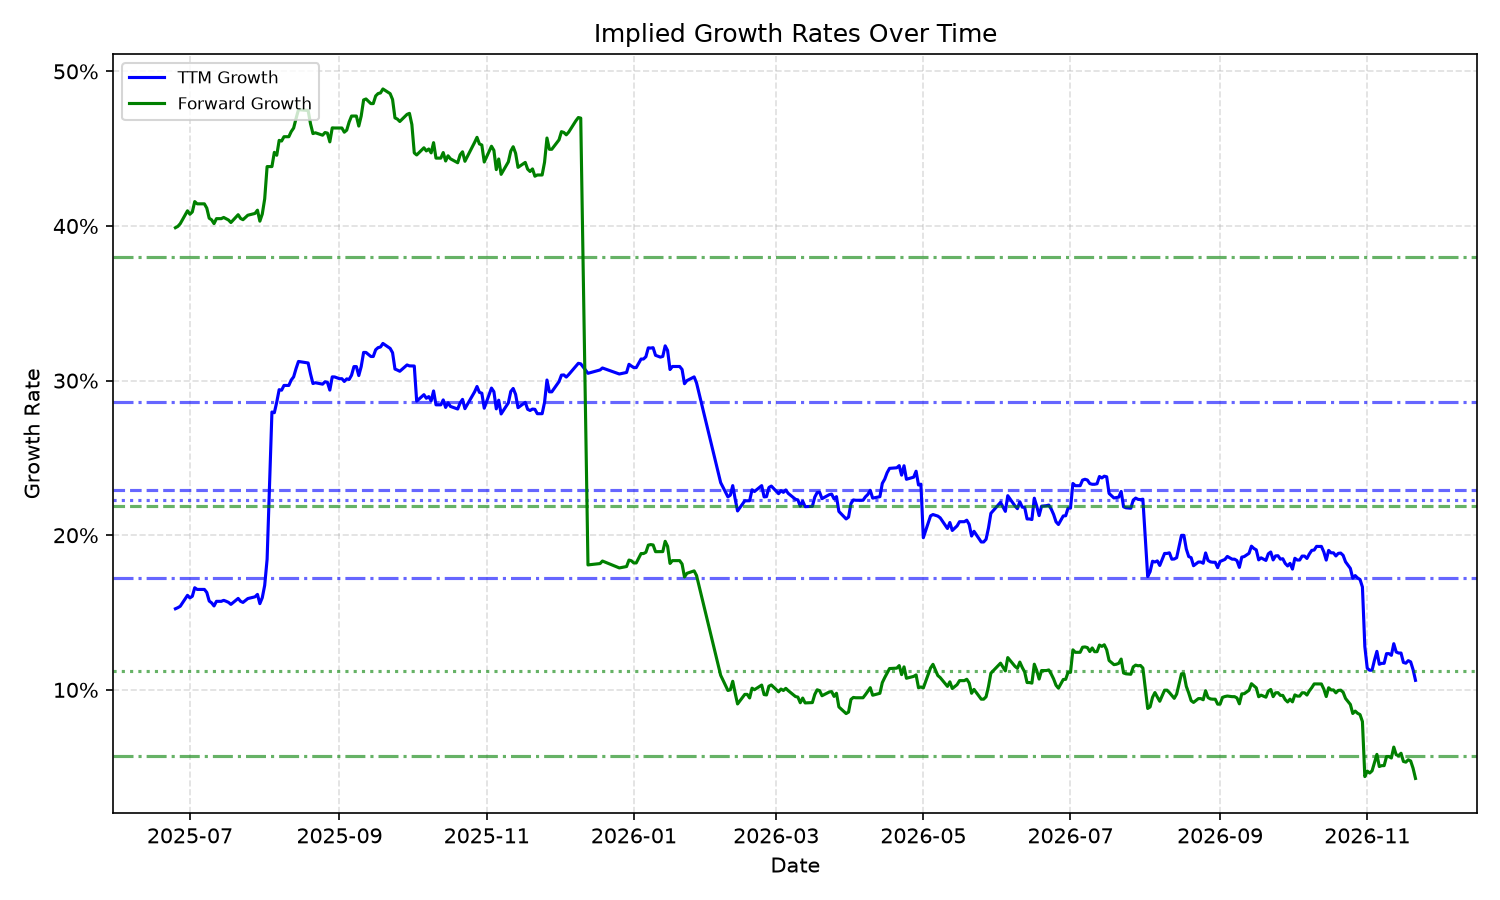 Implied Growth Rates Over Time
TTM Growth
Forward Growth
50%
40%
30%
20%
10%
Growth Rate
2025-07
2025-09
2025-11
2026-01
2026-03
2026-05
2026-07
2026-09
2026-11
Date